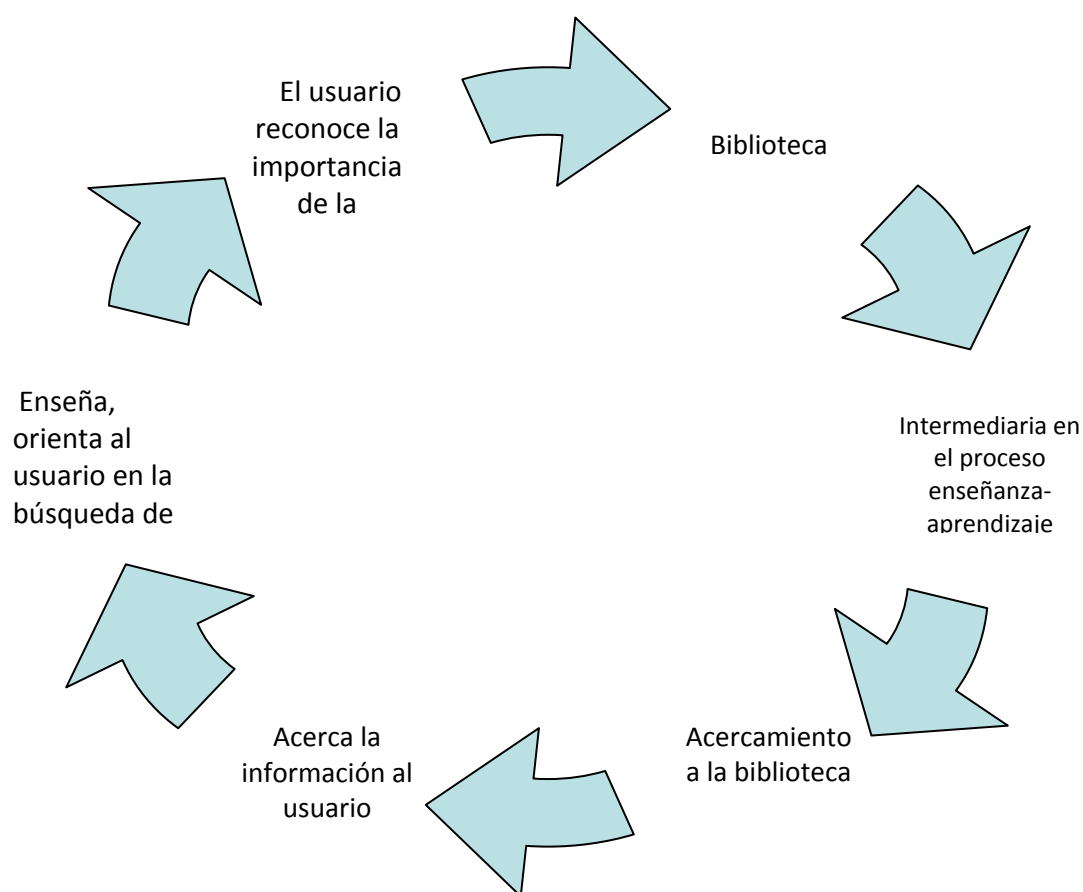 El usuario
reconoce la
importancia
de la
Biblioteca
Intermediaria en
el proceso
enseñanza-
aprendizaje
Acercamiento
a la biblioteca
Acerca la
información al
usuario
Enseña,
orienta al
usuario en la
búsqueda de